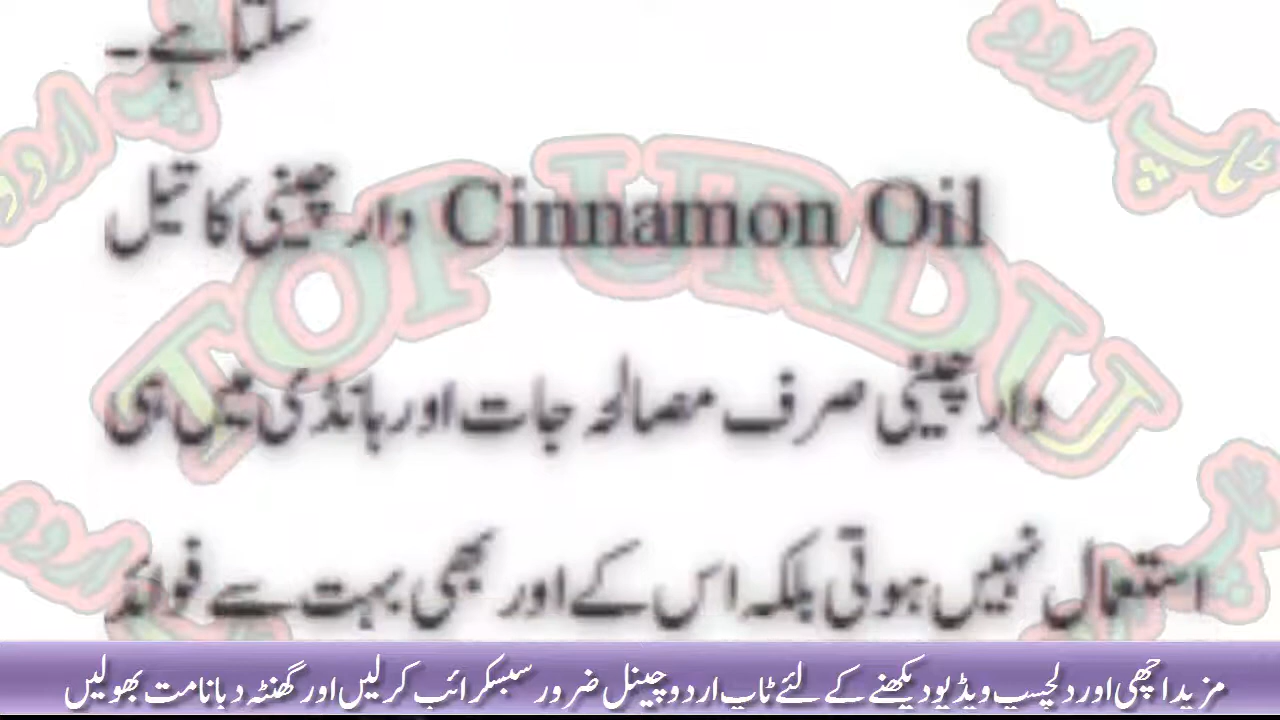 سکتا ہے۔
Cinnamon Oil دار چینی کا تیل
دار چینی صرف مصالحہ جات اور ہانڈی میں ہی
استعمال نہیں ہوتی بلکہ اس کے اور بھی بہت سے فوائد
TOP URDU
ٹاپ اردو
مزید اچھی اور دلچسپ ویڈیو دیکھنے کے لئے ٹاپ اردو چینل ضرور سبسکرائب کرلیں اور گھنٹہ دبانا مت بھولیں